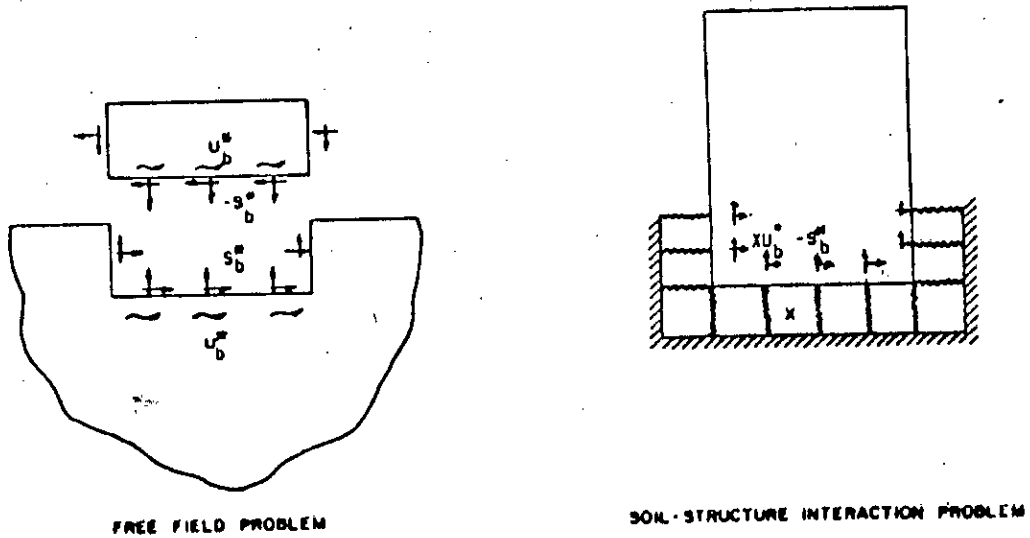 U*b
-S*b
S*b
U*b
FREE FIELD PROBLEM
XU*b -S*b
X
SOIL-STRUCTURE INTERACTION PROBLEM